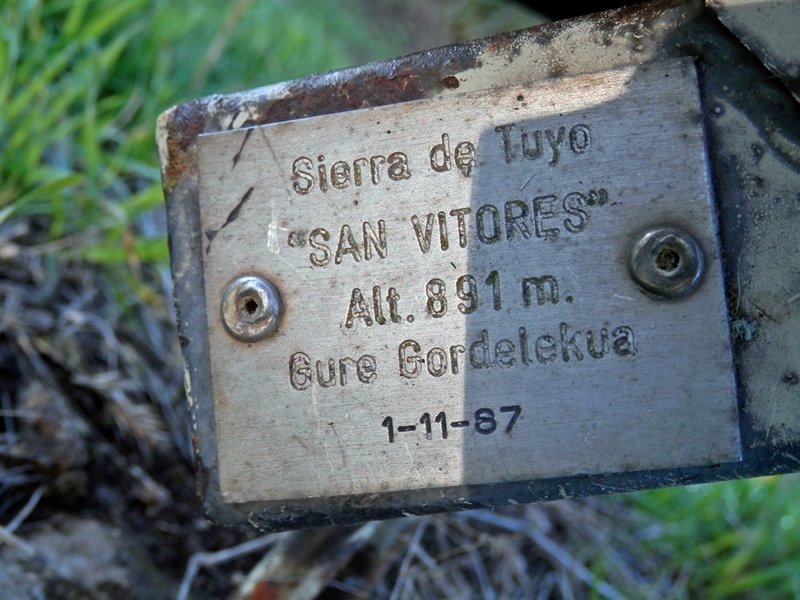 Sierra de Tuyo
"SAN VITORES"
Alt. 891 m.
Gure Gordelekua
1-11-87